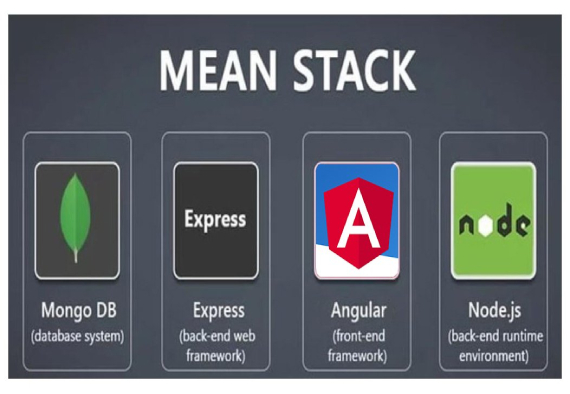 MEAN STACK
Express
A
node
Mongo DB
(database system)
Express
(back-end web
framework)
Angular
(front-end
framework)
Node.js
(back-end runtime
environment)